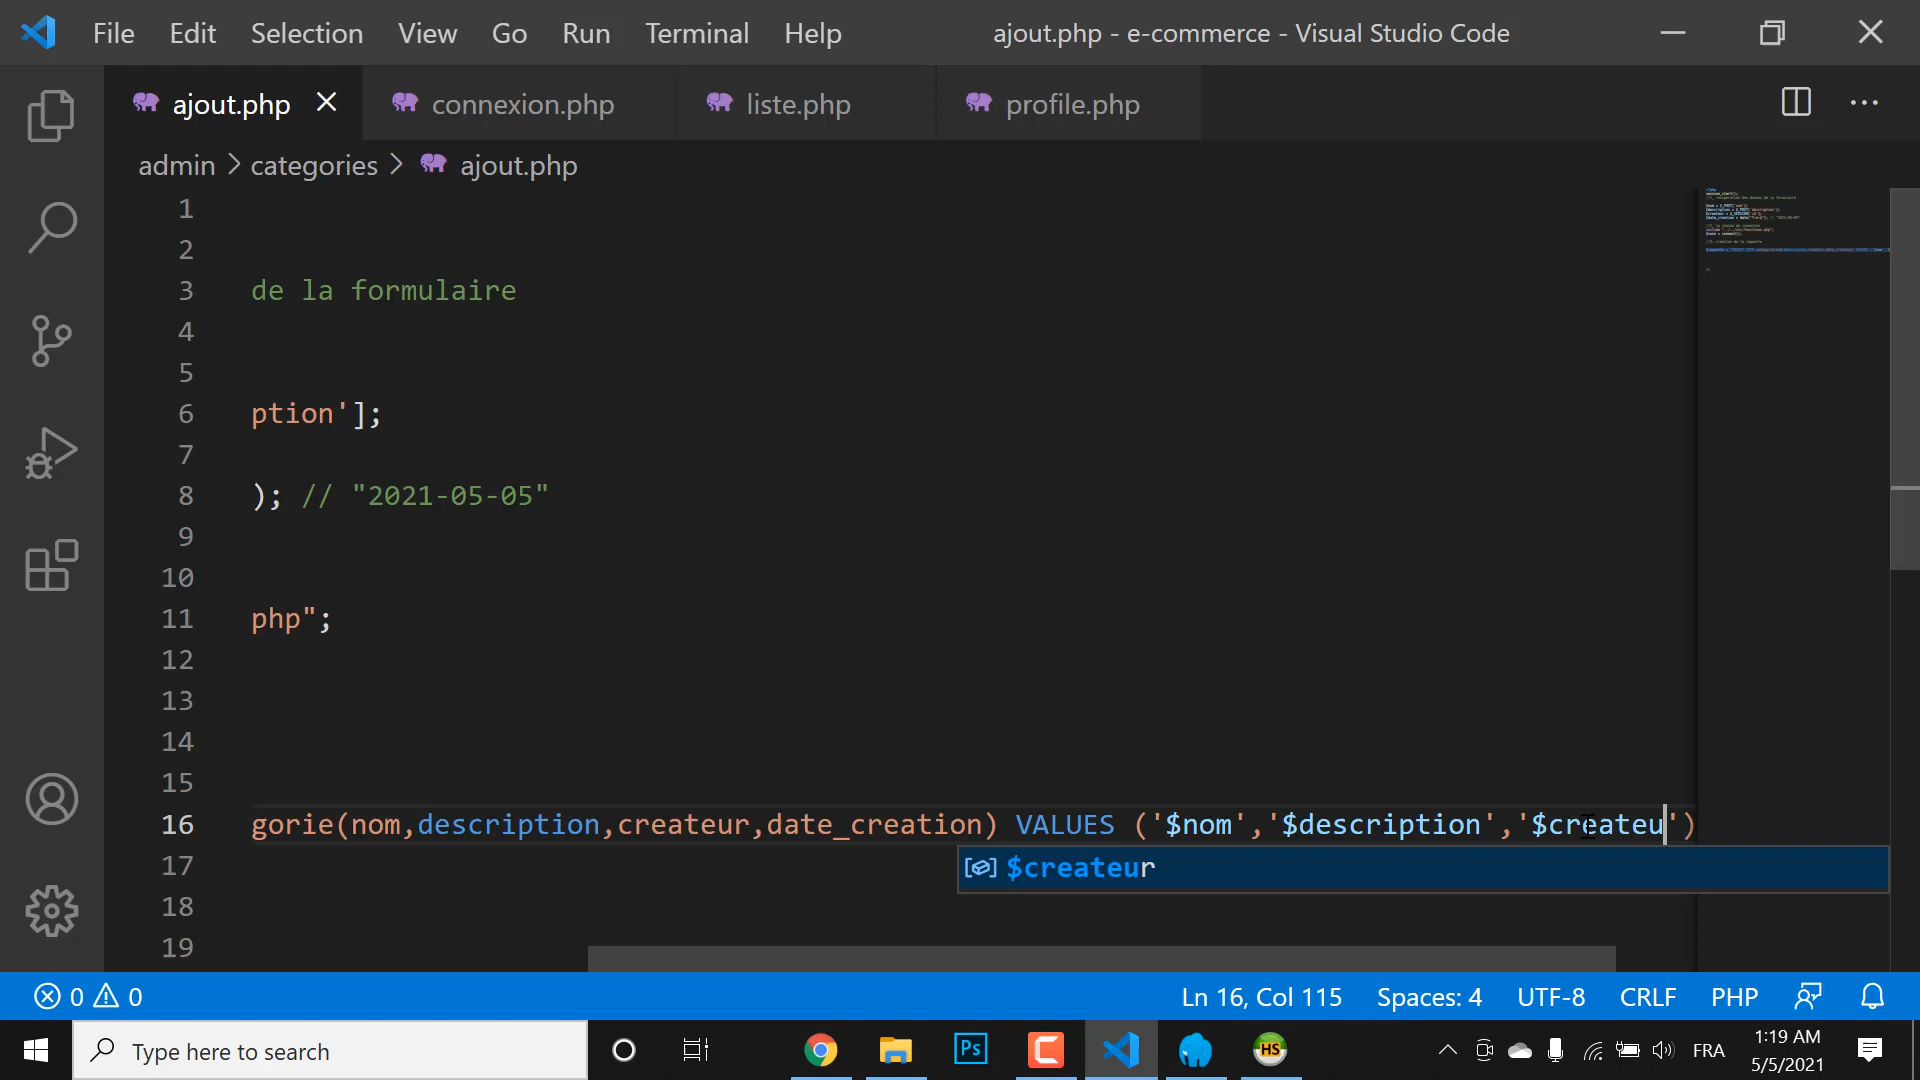 File Edit Selection View Go Run Terminal Help ajout.php - e-commerce - Visual Studio Code
ajout.php connexion.php liste.php profile.php
admin > categories > ajout.php
1
2
3 de la formulaire
4
5
6 ption'];
7
8 ); // "2021-05-05"
9
10
11 php";
12
13
14
15
16 gorie(nom,description,createur,date_creation) VALUES ('$nom','$description','$createu')
17 $createur
18
19
0 0 Ln 16, Col 115 Spaces: 4 UTF-8 CRLF PHP
Type here to search Ps HS FRA 1:19 AM
5/5/2021